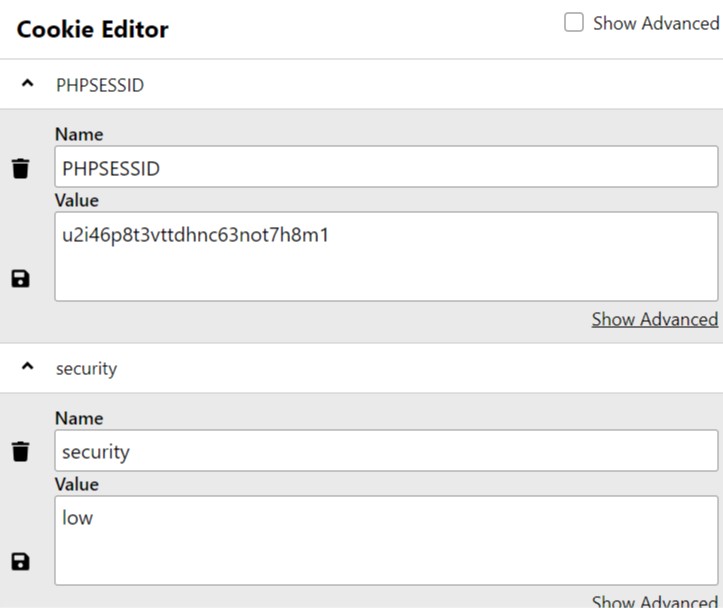 Cookie Editor
Show Advanced
PHPSESSID
Name
PHPSESSID
Value
u2i46p8t3vttdhnc63not7h8m1
Show Advanced
security
Name
security
Value
low
Show Advanced